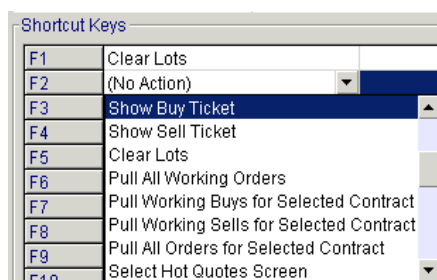 Shortcut Keys
F1 Clear Lots
F2 (No Action)
F3 Show Buy Ticket
F4 Show Sell Ticket
F5 Clear Lots
F6 Pull All Working Orders
F7 Pull Working Buys for Selected Contract
F8 Pull Working Sells for Selected Contract
F9 Pull All Orders for Selected Contract
F10 Select Hot Quotes Screen